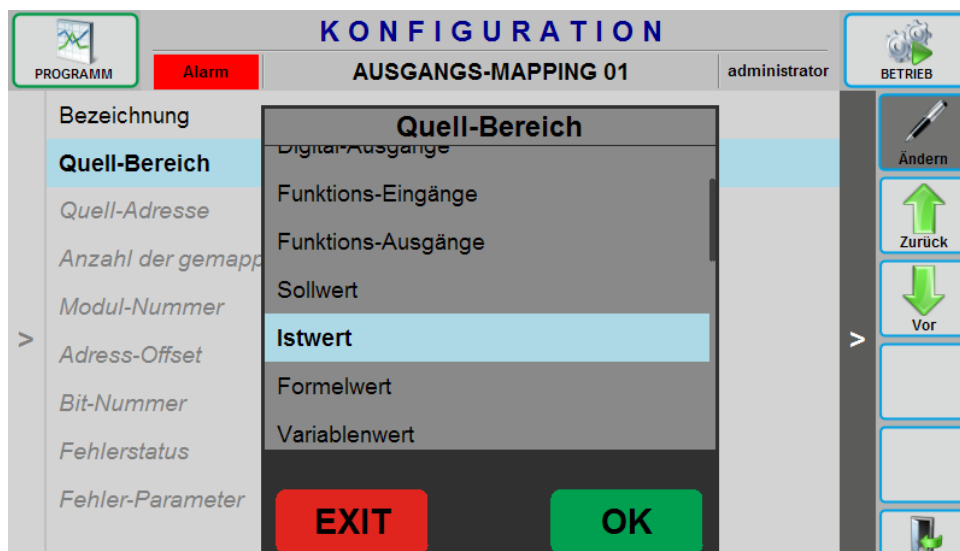 KONFIGURATION
PROGRAMM
Alarm
AUSGANGS-MAPPING 01
administrator
BETRIEB
Bezeichnung
Quell-Bereich
Quell-Adresse
Anzahl der gemapp
Modul-Nummer
Adress-Offset
Bit-Nummer
Fehlerstatus
Fehler-Parameter
>
Quell-Bereich
Digital-Ausgänge
Funktions-Eingänge
Funktions-Ausgänge
Sollwert
Istwert
Formelwert
Variablenwert
EXIT
OK
>
Ändern
Zurück
Vor